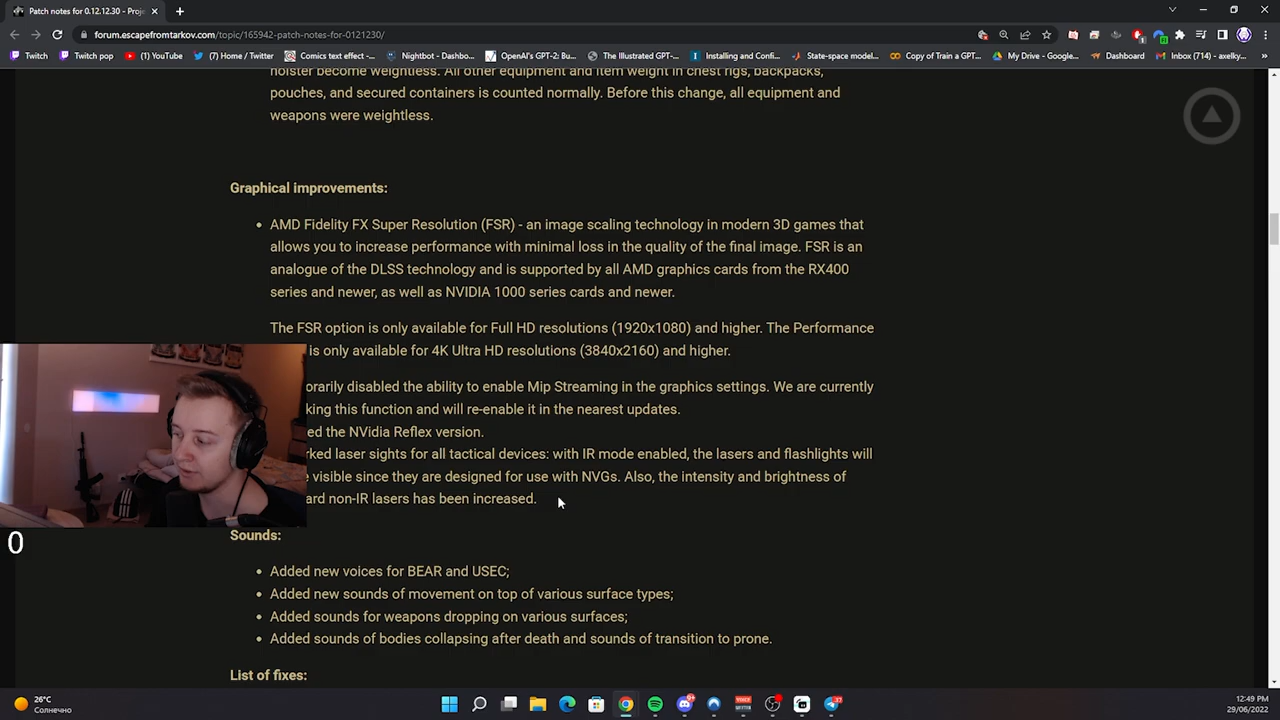 Patch notes for 0.12.12.30 - Proje
forum.escapefromtarkov.com/topic/165942-patch-notes-for-0121230/
Twitch
Twitch pop
(1) YouTube
(7) Home / Twitter
Comics text effect -...
Nightbot - Dashboa...
OpenAI's GPT-2: Bu...
The Illustrated GPT-...
Installing and Confi...
State-space model...
Copy of Train a GPT...
My Drive - Google...
Dashboard
Inbox (714) - axelky...
holster become weightless. All other equipment and item weight in chest rigs, backpacks,
pouches, and secured containers is counted normally. Before this change, all equipment and
weapons were weightless.
Graphical improvements:
• AMD Fidelity FX Super Resolution (FSR) - an image scaling technology in modern 3D games that
allows you to increase performance with minimal loss in the quality of the final image. FSR is an
analogue of the DLSS technology and is supported by all AMD graphics cards from the RX400
series and newer, as well as NVIDIA 1000 series cards and newer.
The FSR option is only available for Full HD resolutions (1920x1080) and higher. The Performance
is only available for 4K Ultra HD resolutions (3840x2160) and higher.
orarily disabled the ability to enable Mip Streaming in the graphics settings. We are currently
king this function and will re-enable it in the nearest updates.
ed the NVidia Reflex version.
rked laser sights for all tactical devices: with IR mode enabled, the lasers and flashlights will
visible since they are designed for use with NVGs. Also, the intensity and brightness of
ard non-IR lasers has been increased.
0
Sounds:
• Added new voices for BEAR and USEC;
• Added new sounds of movement on top of various surface types;
• Added sounds for weapons dropping on various surfaces;
• Added sounds of bodies collapsing after death and sounds of transition to prone.
List of fixes:
26°C
Солнечно
12:49 PM
29/06/2022